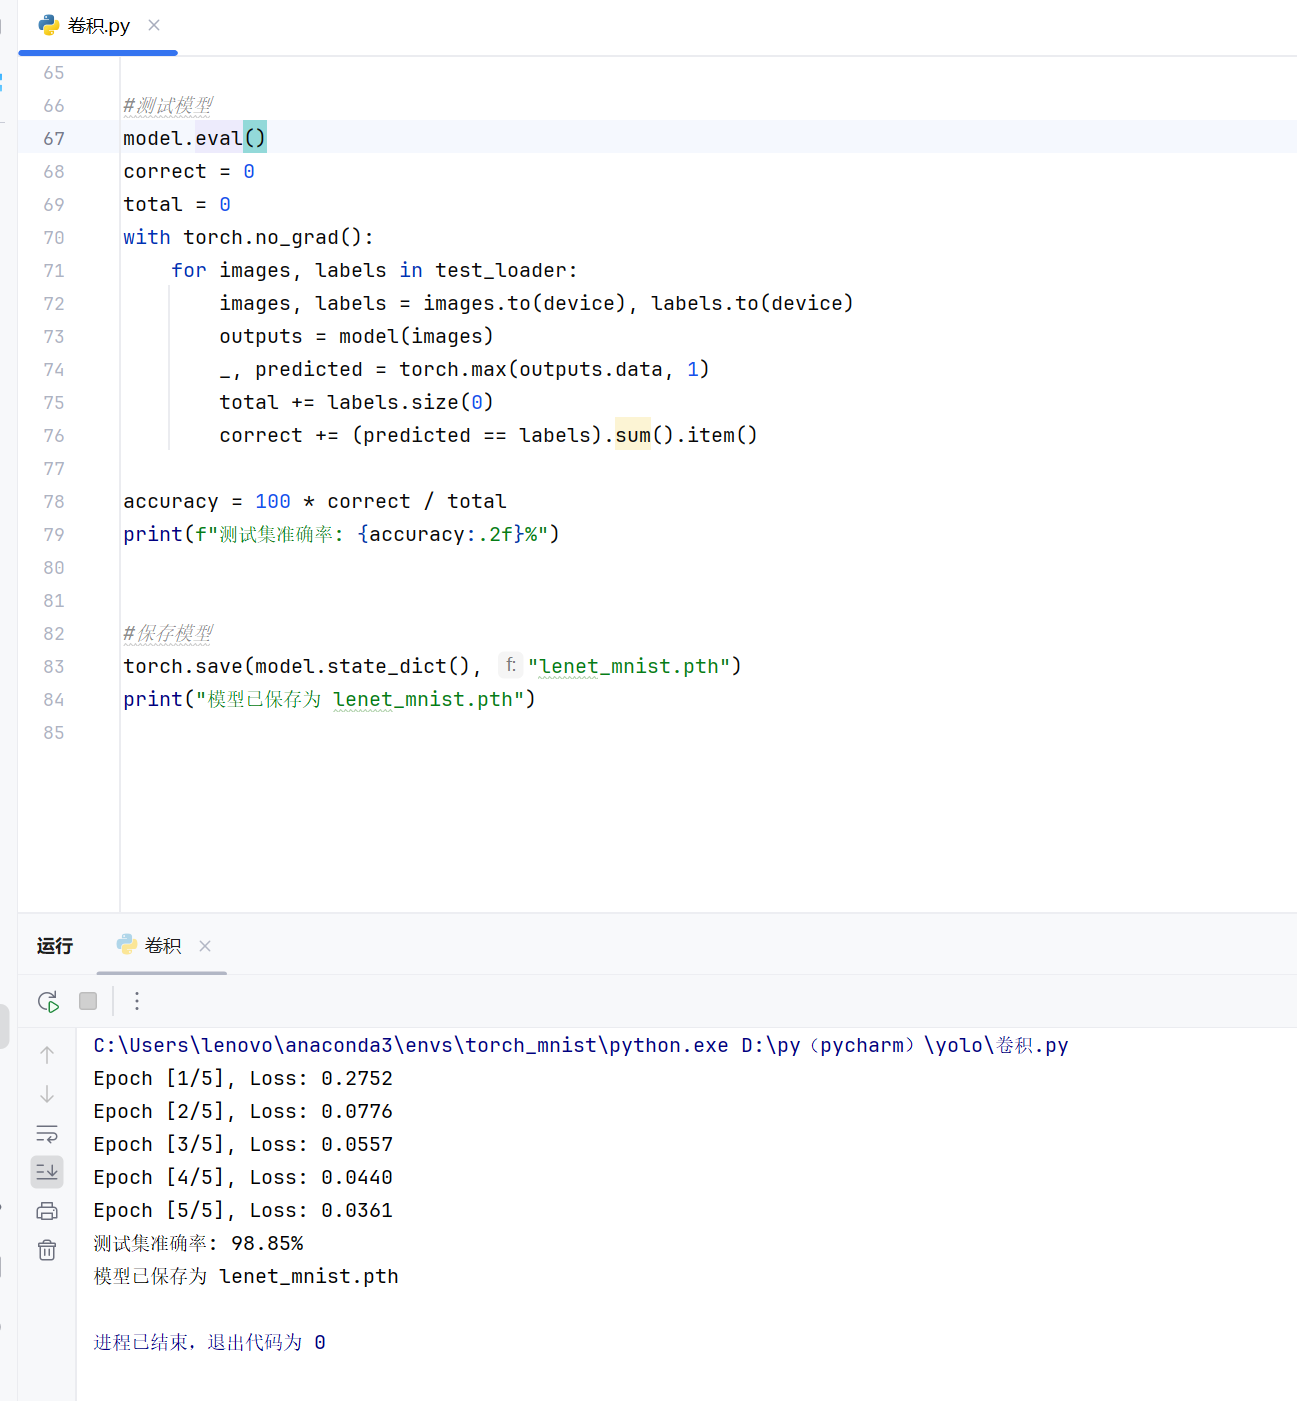 卷积.py
65
66 #测试模型
67 model.eval()
68 correct = 0
69 total = 0
70 with torch.no_grad():
71 for images, labels in test_loader:
72 images, labels = images.to(device), labels.to(device)
73 outputs = model(images)
74 _, predicted = torch.max(outputs.data, 1)
75 total += labels.size(0)
76 correct += (predicted == labels).sum().item()
77
78 accuracy = 100 * correct / total
79 print(f"测试集准确率: {accuracy:.2f}%")
80
81
82 #保存模型
83 torch.save(model.state_dict(), f: "lenet_mnist.pth")
84 print("模型已保存为 lenet_mnist.pth")
85
运行 卷积
C:\Users\lenovo\anaconda3\envs\torch_mnist\python.exe D:\py（pycharm）\yolo\卷积.py
Epoch [1/5], Loss: 0.2752
Epoch [2/5], Loss: 0.0776
Epoch [3/5], Loss: 0.0557
Epoch [4/5], Loss: 0.0440
Epoch [5/5], Loss: 0.0361
测试集准确率: 98.85%
模型已保存为 lenet_mnist.pth
进程已结束，退出代码为 0